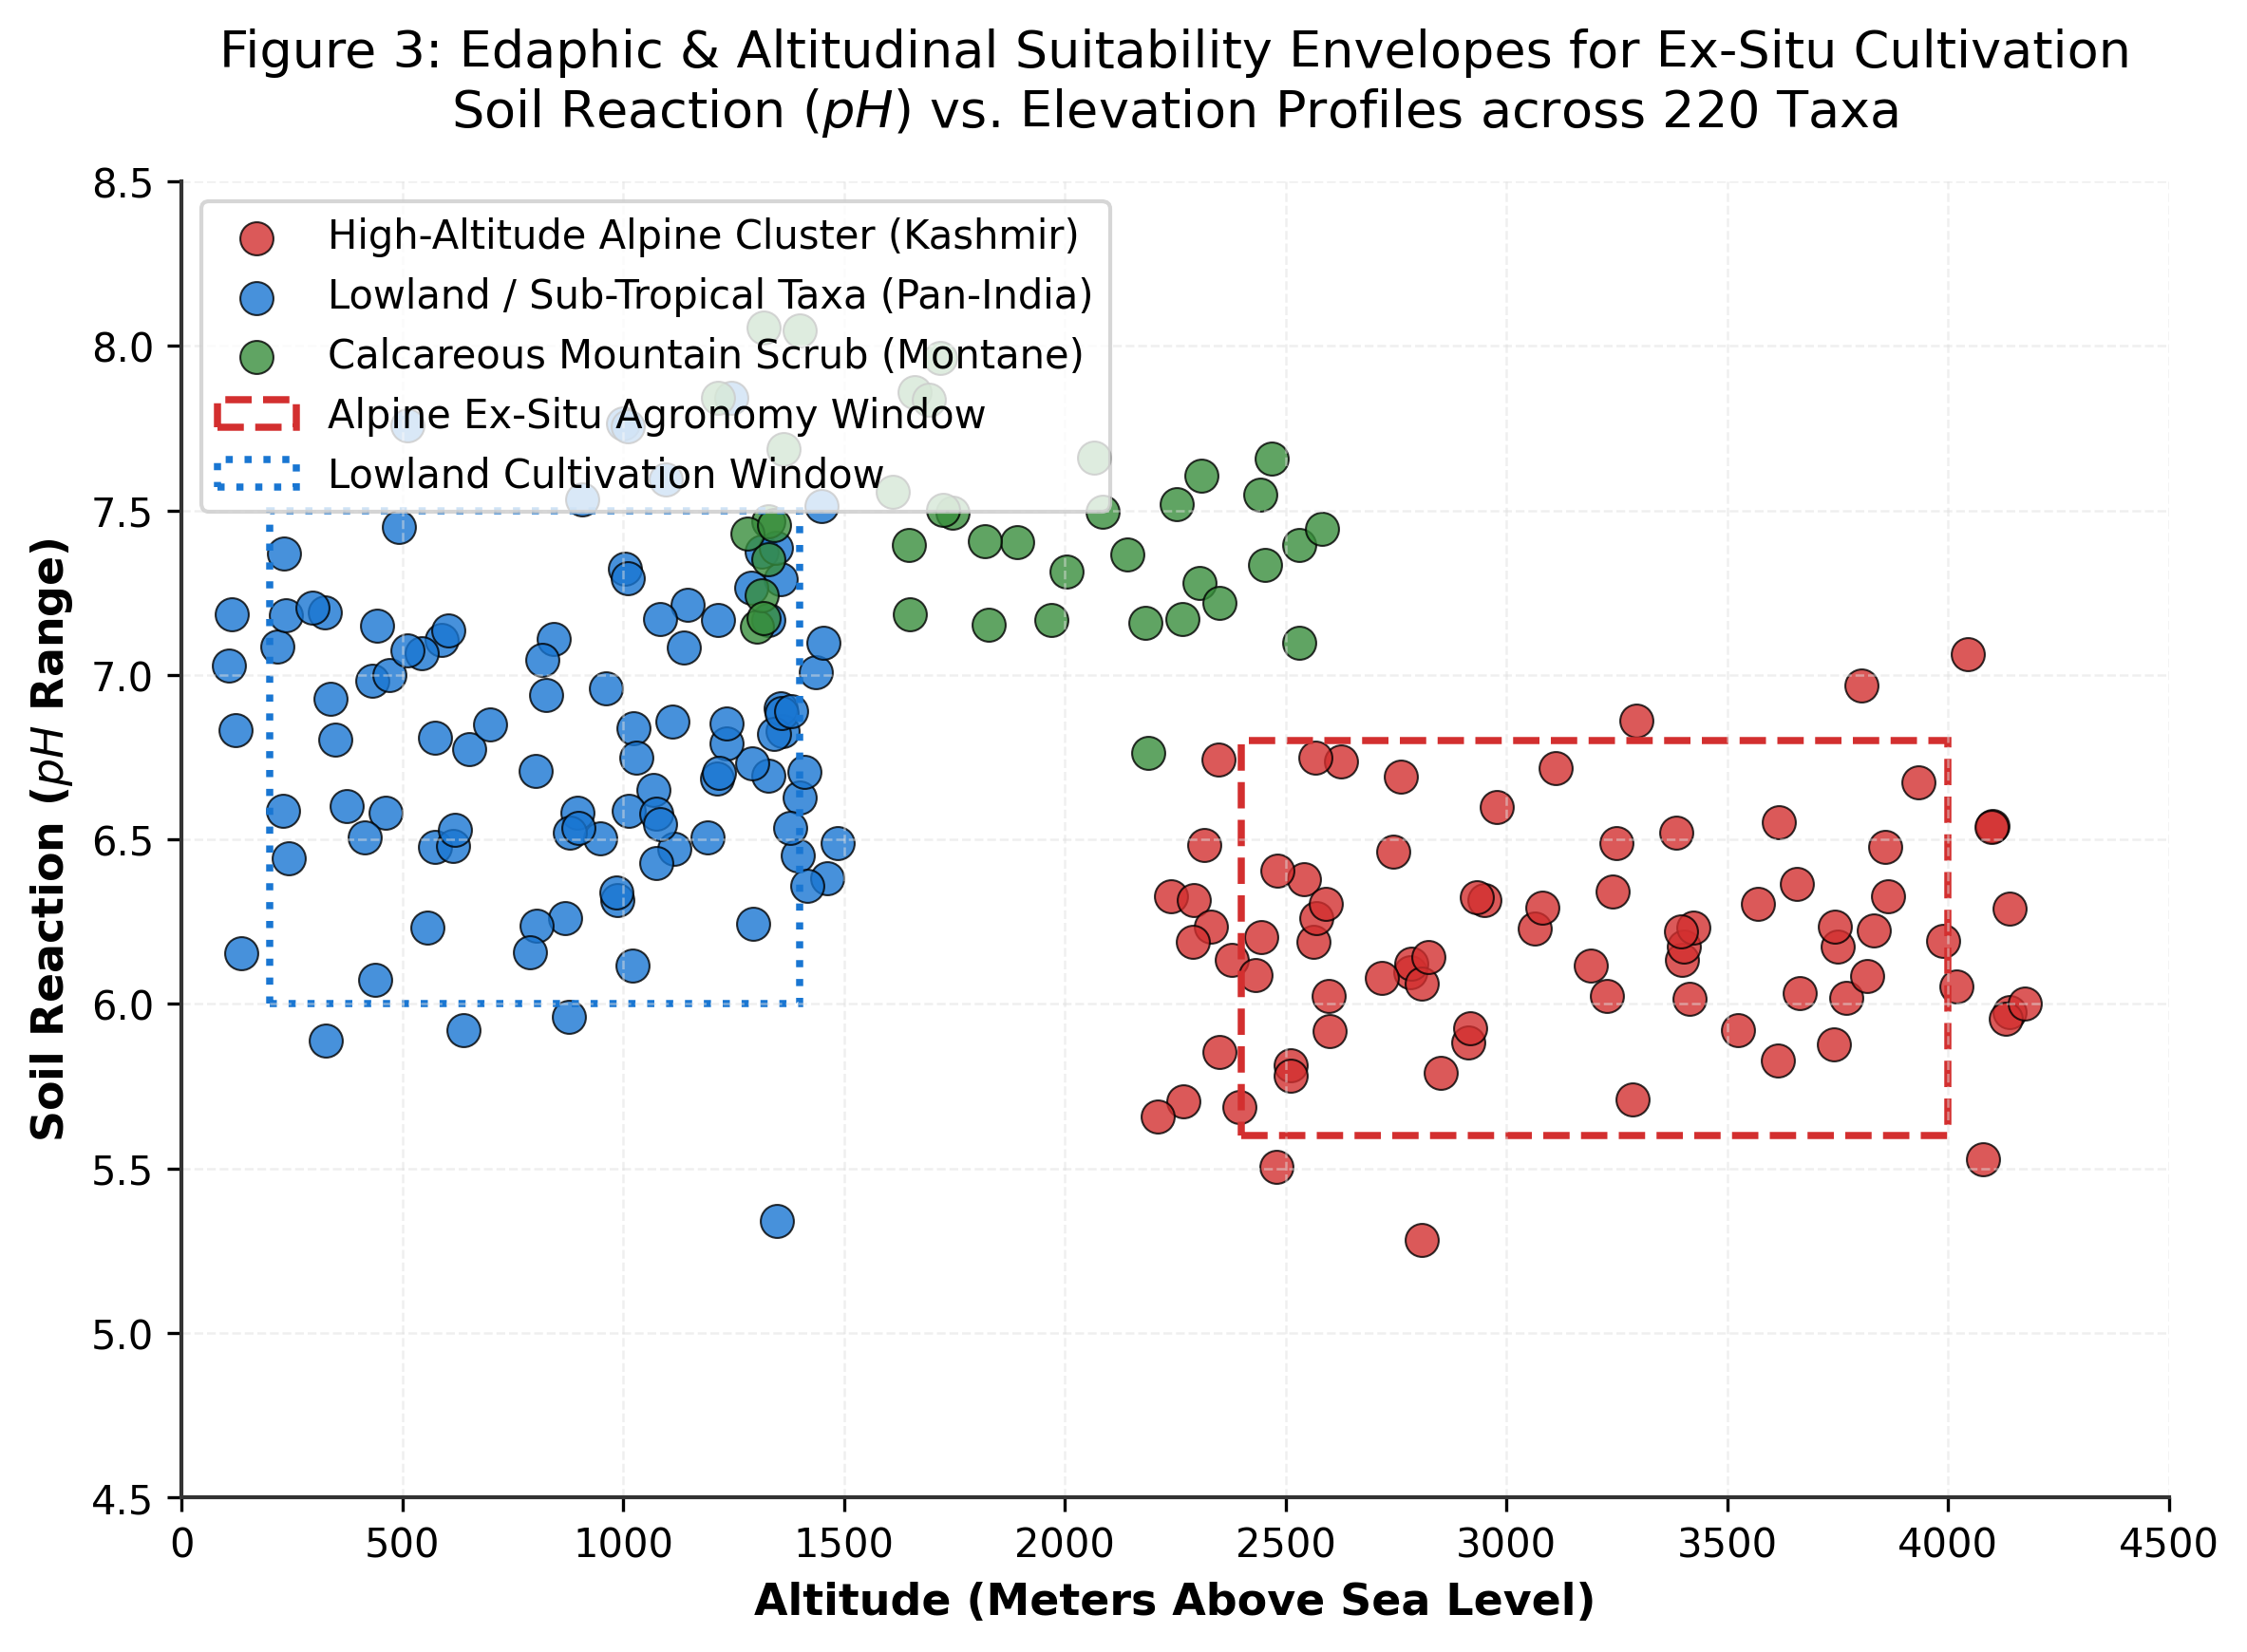 Figure 3: Edaphic & Altitudinal Suitability Envelopes for Ex-Situ Cultivation
Soil Reaction (pH) vs. Elevation Profiles across 220 Taxa
High-Altitude Alpine Cluster (Kashmir)
Lowland / Sub-Tropical Taxa (Pan-India)
Calcareous Mountain Scrub (Montane)
Alpine Ex-Situ Agronomy Window
Lowland Cultivation Window
Soil Reaction (pH Range)
8.5
8.0
7.5
7.0
6.5
6.0
5.5
5.0
4.5
0 500 1000 1500 2000 2500 3000 3500 4000 4500
Altitude (Meters Above Sea Level)